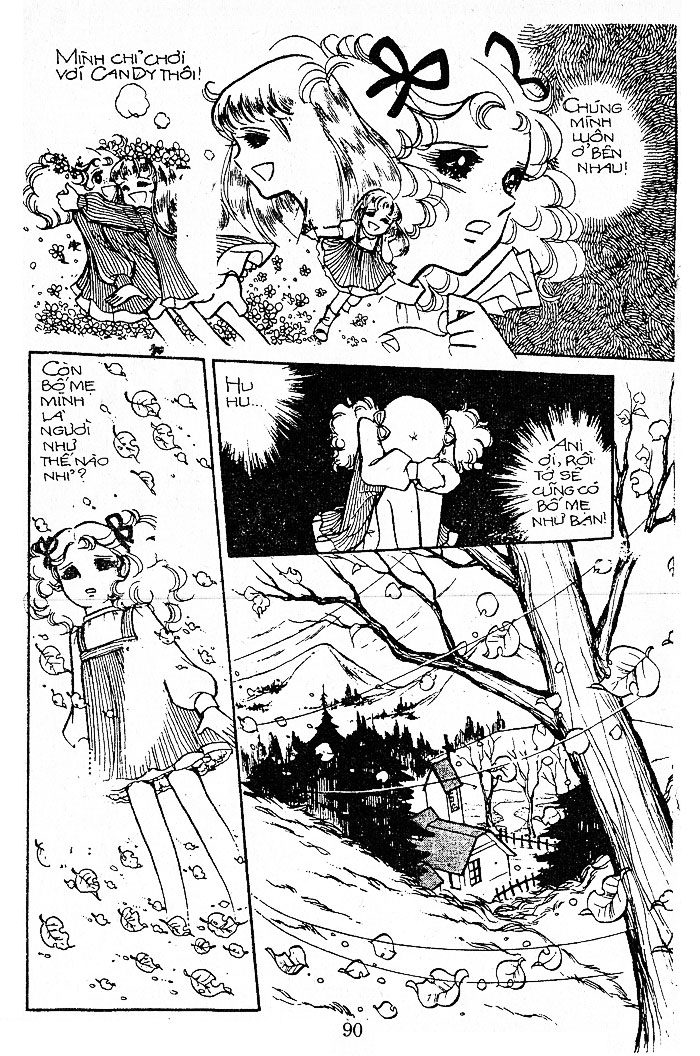 MÌNH CHỈ CHƠI
VỚI CANDY THÔI!
CHÚNG
MÌNH
LUÔN
Ở BÊN
NHAU!
CÒN
BỐ MẸ
MÌNH
LÀ
NGƯỜI
NHƯ
THẾ NÀO
NHỈ?
HU
HU...
ANI
ƠI, RỒI
TỚ SẼ
CŨNG CÓ
BỐ MẸ
NHƯ BẠN!
90